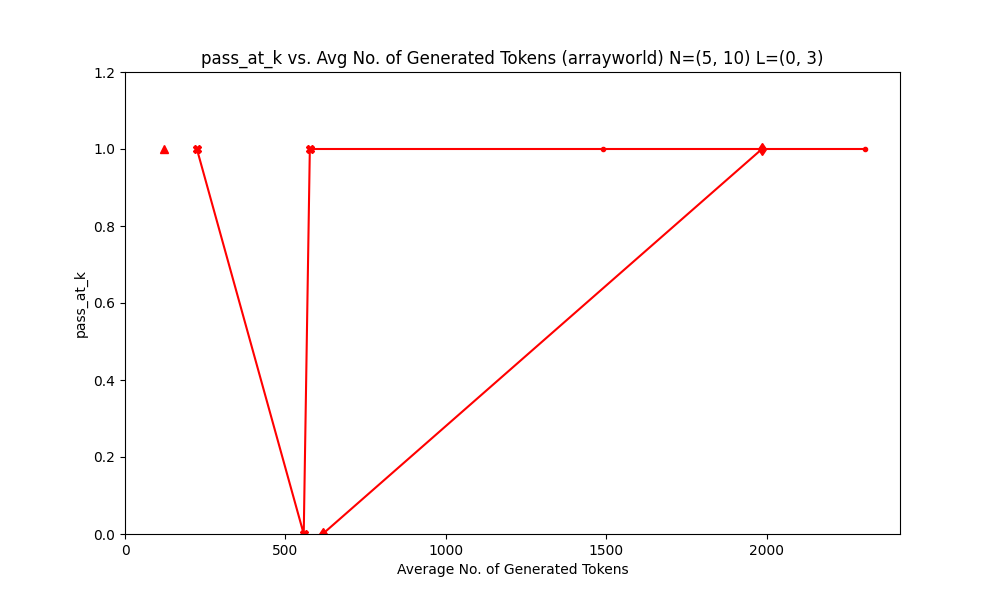 pass_at_k vs. Avg No. of Generated Tokens (arrayworld) N=(5, 10) L=(0, 3)
1.2
1.0
0.8
0.6
0.4
0.2
0.0
pass_at_k
0 500 1000 1500 2000
Average No. of Generated Tokens